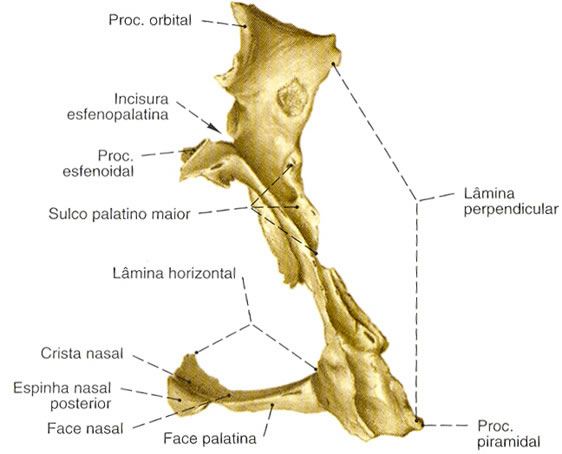 Proc. orbital
Incisura
esfenopalatina
Proc.
esfenoidal
Sulco palatino maior
Lâmina
perpendicular
Lâmina horizontal
Crista nasal
Espinha nasal
posterior
Face nasal
Face palatina
Proc.
piramidal